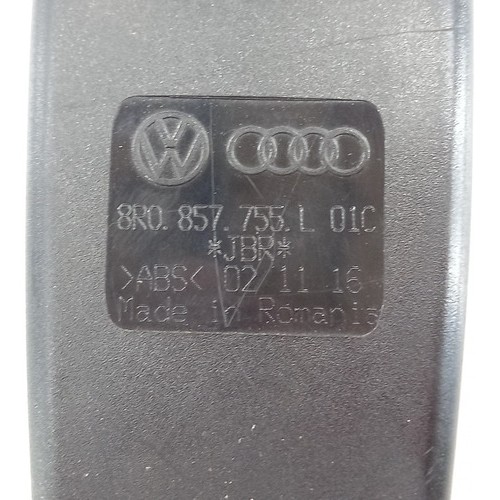 8R0.857.755.L 01C
*JBR*
>ABS< 02 11 16
Made in Romania